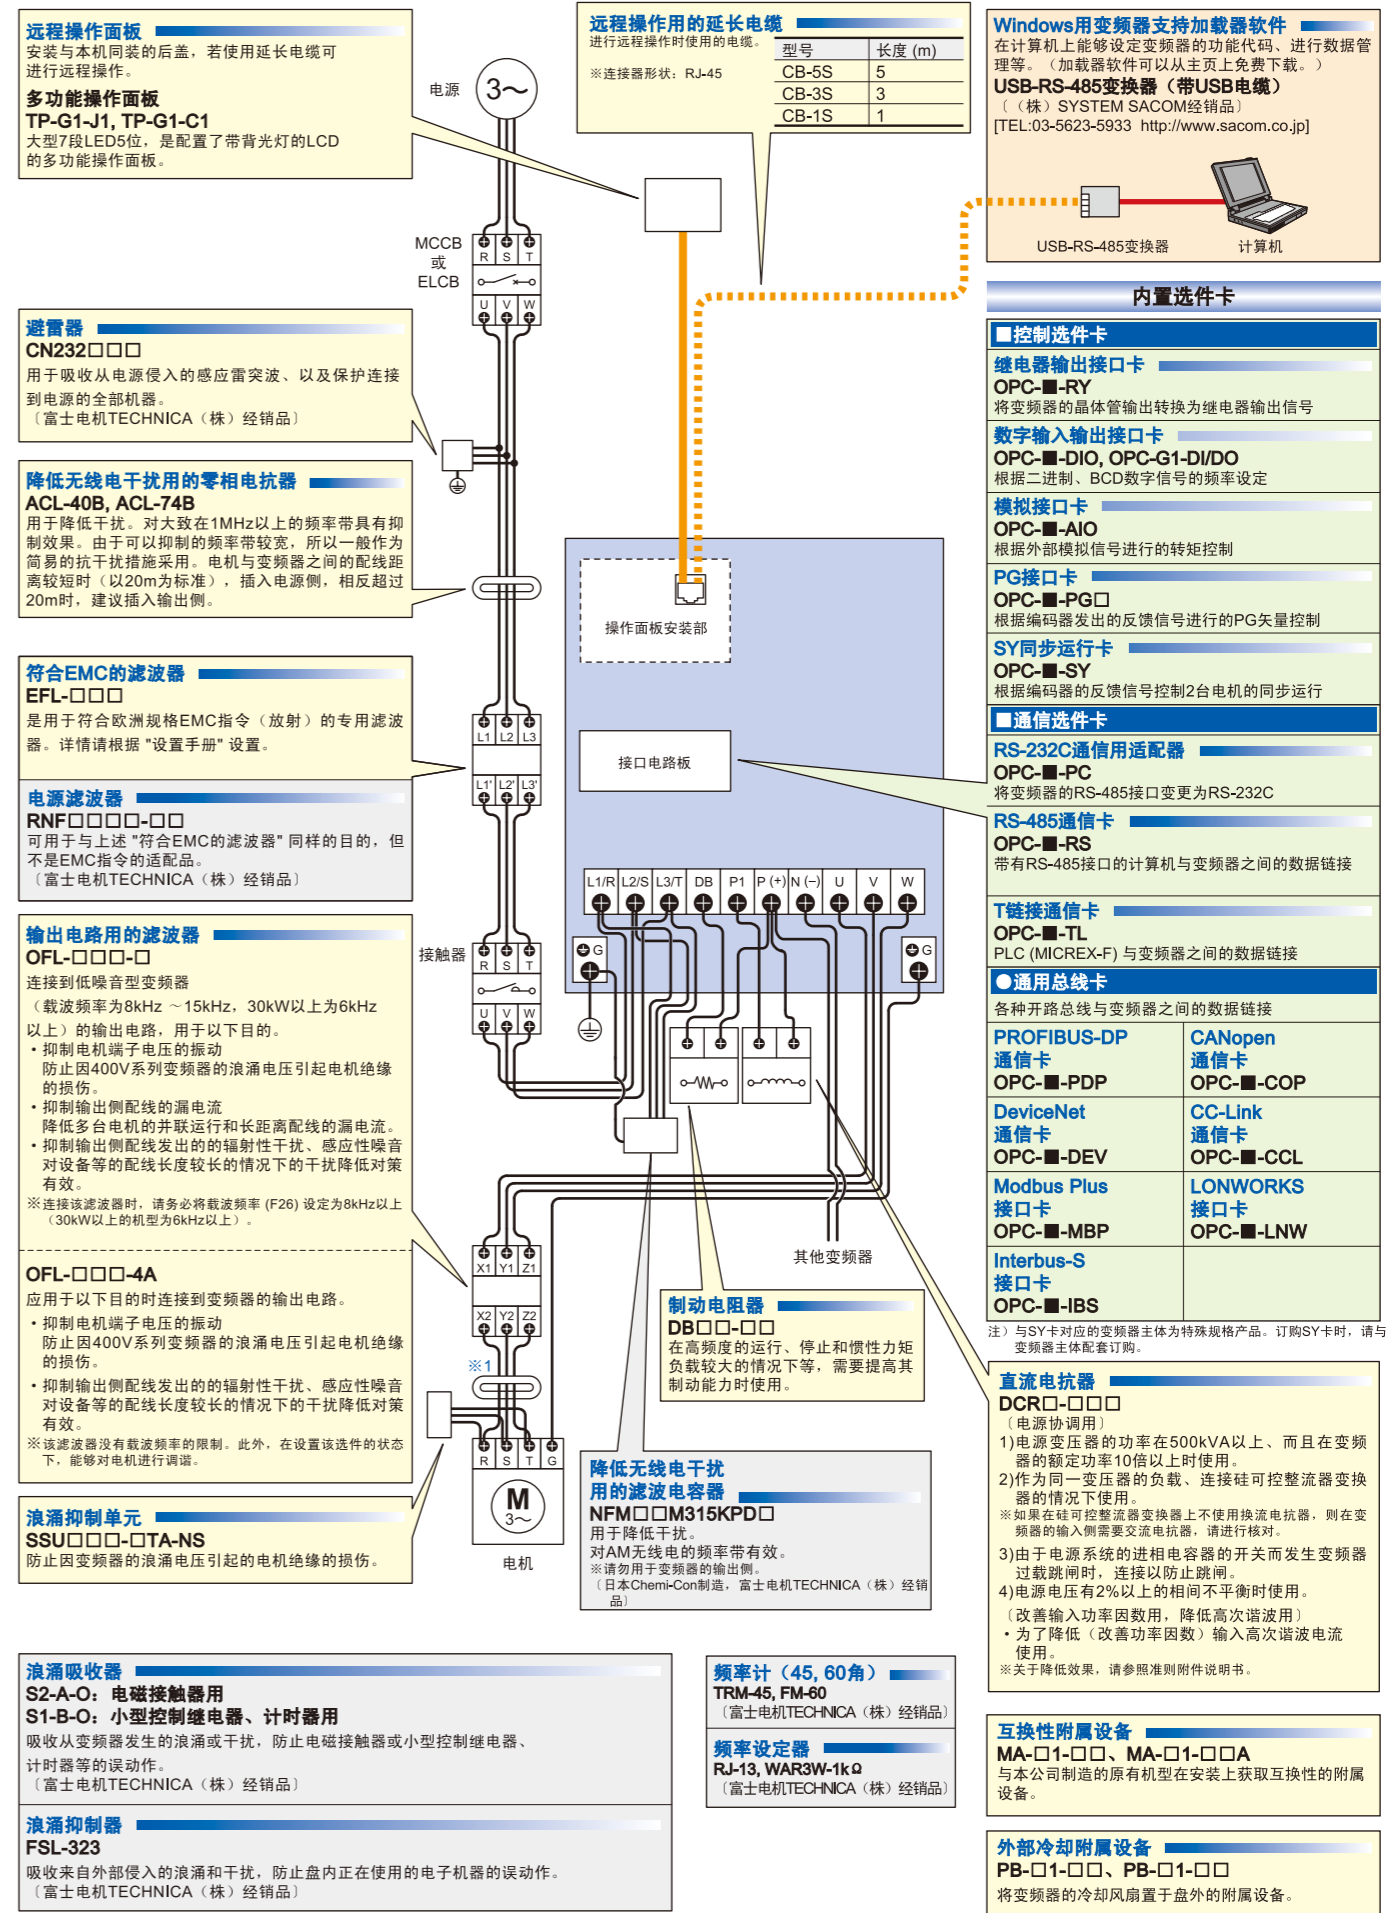 远程操作面板
安装与本机同装的后盖，若使用延长电缆可
进行远程操作。
多功能操作面板
TP-G1-J1, TP-G1-C1
大型7段LED5位，是配置了带背光灯的LCD
的多功能操作面板。
电源
3～
远程操作用的延长电缆
进行远程操作时使用的电缆。
※连接器形状：RJ-45
型号 长度 (m)
CB-5S 5
CB-3S 3
CB-1S 1
Windows用变频器支持加载器软件
在计算机上能够设定变频器的功能代码、进行数据管
理等。（加载器软件可以从主页上免费下载。）
USB-RS-485变换器（带USB电缆）
〔（株）SYSTEM SACOM经销品〕
[TEL:03-5623-5933 http://www.sacom.co.jp]
USB-RS-485变换器
计算机
MCCB
或
ELCB
R S T
U V W
避雷器
CN232□□□
用于吸收从电源侵入的感应雷突波、以及保护连接
到电源的全部机器。
〔富士电机TECHNICA（株）经销品〕
降低无线电干扰用的零相电抗器
ACL-40B, ACL-74B
用于降低干扰。对大致在1MHz以上的频率带具有抑
制效果。由于可以抑制的频率带较宽，所以一般作为
简易的抗干扰措施采用。电机与变频器之间的配线距
离较短时（以20m为标准），插入电源侧，相反超过
20m时，建议插入输出侧。
符合EMC的滤波器
EFL-□□□
是用于符合欧洲规格EMC指令（放射）的专用滤波
器。详情请根据 "设置手册" 设置。
电源滤波器
RNF□□□□-□□
可用于与上述 "符合EMC的滤波器" 同样的目的，但
不是EMC指令的适配品。
〔富士电机TECHNICA（株）经销品〕
L1 L2 L3
L1' L2' L3'
输出电路用的滤波器
OFL-□□□-□
连接到低噪音型变频器
（载波频率为8kHz ～15kHz，30kW以上为6kHz
以上）的输出电路，用于以下目的。
・抑制电机端子电压的振动
防止因400V系列变频器的浪涌电压引起电机绝缘
的损伤。
・抑制输出侧配线的漏电流
降低多台电机的并联运行和长距离配线的漏电流。
・抑制输出侧配线发出的的辐射性干扰、感应性噪音
对设备等的配线长度较长的情况下的干扰降低对策
有效。
※连接该滤波器时，请务必将载波频率 (F26) 设定为8kHz以上
（30kW以上的机型为6kHz以上）。
OFL-□□□-4A
应用于以下目的时连接到变频器的输出电路。
・抑制电机端子电压的振动
防止因400V系列变频器的浪涌电压引起电机绝缘
的损伤。
・抑制输出侧配线发出的的辐射性干扰、感应性噪音
对设备等的配线长度较长的情况下的干扰降低对策
有效。
※该滤波器没有载波频率的限制。此外，在设置该选件的状态
下，能够对电机进行调谐。
浪涌抑制单元
SSU□□□-□TA-NS
防止因变频器的浪涌电压引起的电机绝缘的损伤。
接触器
R S T
U V W
X1 Y1 Z1
X2 Y2 Z2
※1
R S T G
M
3～
电机
操作面板安装部
接口电路板
L1/R L2/S L3/T DB P1 P (+) N (−) U V W
G
G
其他变频器
制动电阻器
DB□□-□□
在高频度的运行、停止和惯性力矩
负载较大的情况下等，需要提高其
制动能力时使用。
降低无线电干扰
用的滤波电容器
NFM□□M315KPD□
用于降低干扰。
对AM无线电的频率带有效。
※请勿用于变频器的输出侧。
〔日本Chemi-Con制造，富士电机TECHNICA（株）经销
品〕
内置选件卡
■控制选件卡
继电器输出接口卡
OPC-■-RY
将变频器的晶体管输出转换为继电器输出信号
数字输入输出接口卡
OPC-■-DIO, OPC-G1-DI/DO
根据二进制、BCD数字信号的频率设定
模拟接口卡
OPC-■-AIO
根据外部模拟信号进行的转矩控制
PG接口卡
OPC-■-PG□
根据编码器发出的反馈信号进行的PG矢量控制
SY同步运行卡
OPC-■-SY
根据编码器的反馈信号控制2台电机的同步运行
■通信选件卡
RS-232C通信用适配器
OPC-■-PC
将变频器的RS-485接口变更为RS-232C
RS-485通信卡
OPC-■-RS
带有RS-485接口的计算机与变频器之间的数据链接
T链接通信卡
OPC-■-TL
PLC (MICREX-F) 与变频器之间的数据链接
●通用总线卡
各种开路总线与变频器之间的数据链接
PROFIBUS-DP
通信卡
OPC-■-PDP
CANopen
通信卡
OPC-■-COP
DeviceNet
通信卡
OPC-■-DEV
CC-Link
通信卡
OPC-■-CCL
Modbus Plus
接口卡
OPC-■-MBP
LONWORKS
接口卡
OPC-■-LNW
Interbus-S
接口卡
OPC-■-IBS
注）与SY卡对应的变频器主体为特殊规格产品。订购SY卡时，请与
变频器主体配套订购。
直流电抗器
DCR□-□□□
〔电源协调用〕
1)电源变压器的功率在500kVA以上、而且在变频
器的额定功率10倍以上时使用。
2)作为同一变压器的负载、连接硅可控整流器变换
器的情况下使用。
※如果在硅可控整流器变换器上不使用换流电抗器，则在变
频器的输入侧需要交流电抗器，请进行核对。
3)由于电源系统的进相电容器的开关而发生变频器
过载跳闸时，连接以防止跳闸。
4)电源电压有2%以上的相间不平衡时使用。
〔改善输入功率因数用，降低高次谐波用〕
・为了降低（改善功率因数）输入高次谐波电流
使用。
※关于降低效果，请参照准则附件说明书。
浪涌吸收器
S2-A-O：电磁接触器用
S1-B-O：小型控制继电器、计时器用
吸收从变频器发生的浪涌或干扰，防止电磁接触器或小型控制继电器、
计时器等的误动作。
〔富士电机TECHNICA（株）经销品〕
浪涌抑制器
FSL-323
吸收来自外部侵入的浪涌和干扰，防止盘内正在使用的电子机器的误动作。
〔富士电机TECHNICA（株）经销品〕
频率计（45, 60角）
TRM-45, FM-60
〔富士电机TECHNICA（株）经销品〕
频率设定器
RJ-13, WAR3W-1kΩ
〔富士电机TECHNICA（株）经销品〕
互换性附属设备
MA-□1-□□、MA-□1-□□A
与本公司制造的原有机型在安装上获取互换性的附属
设备。
外部冷却附属设备
PB-□1-□□、PB-□1-□□
将变频器的冷却风扇置于盘外的附属设备。